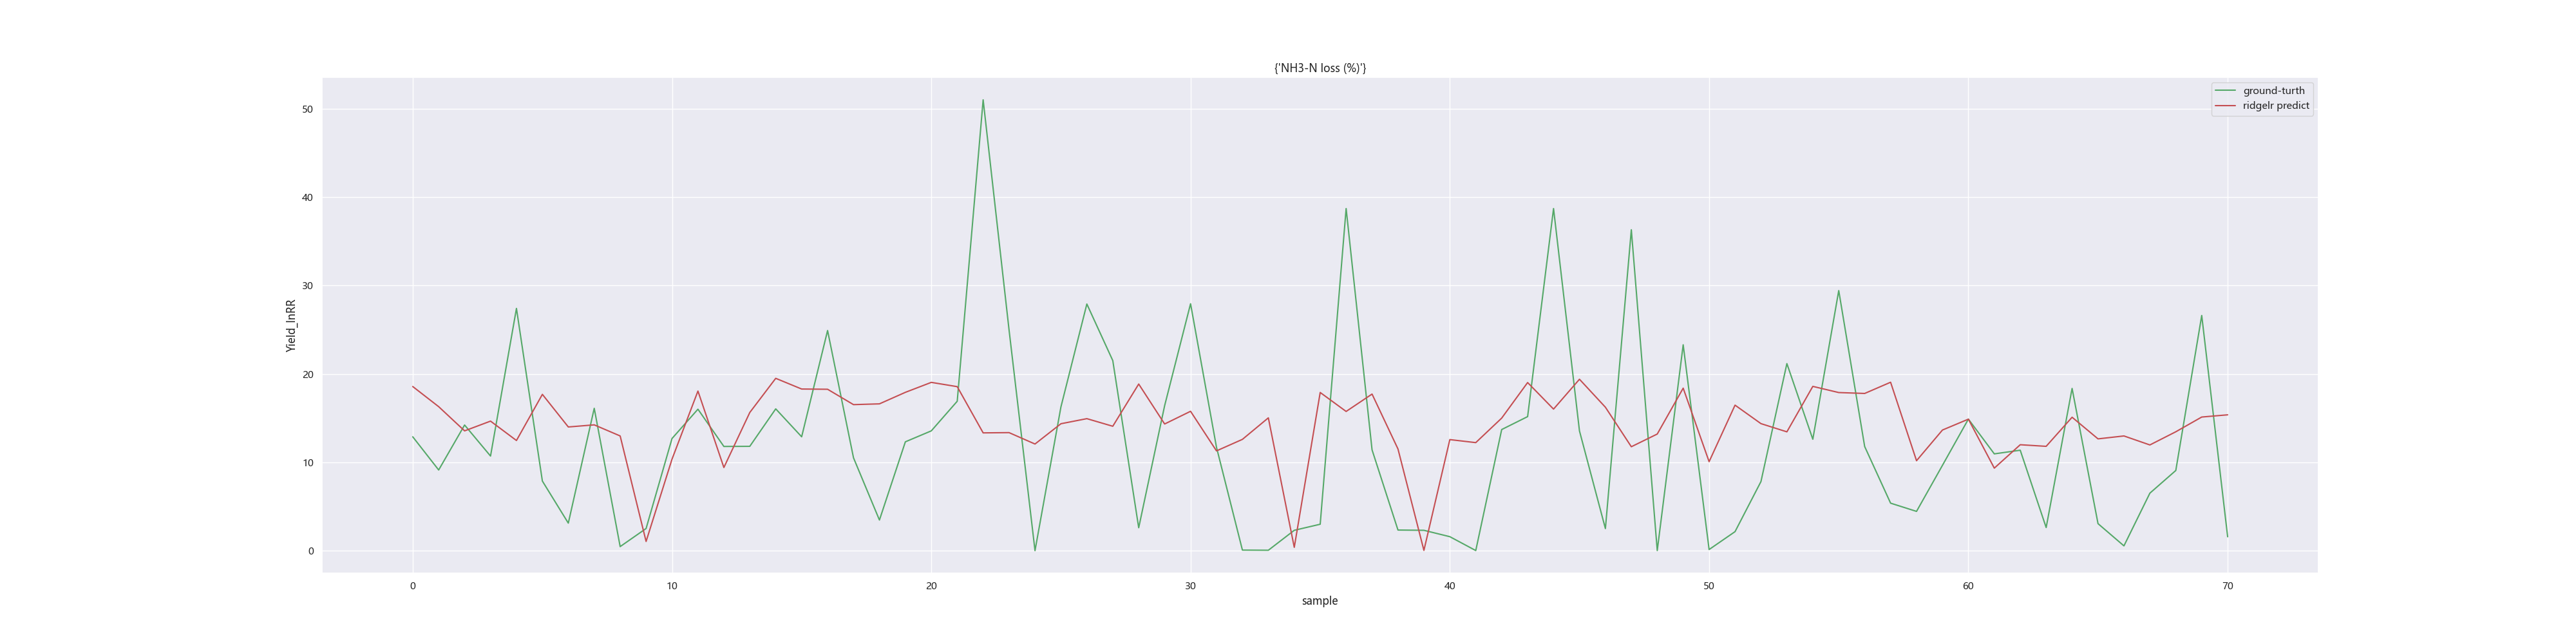 {'NH3-N loss (%)'}
ground-turth
ridgelr predict
50
40
30
20
10
0
Yield_lnRR
0 10 20 30 40 50 60 70
sample